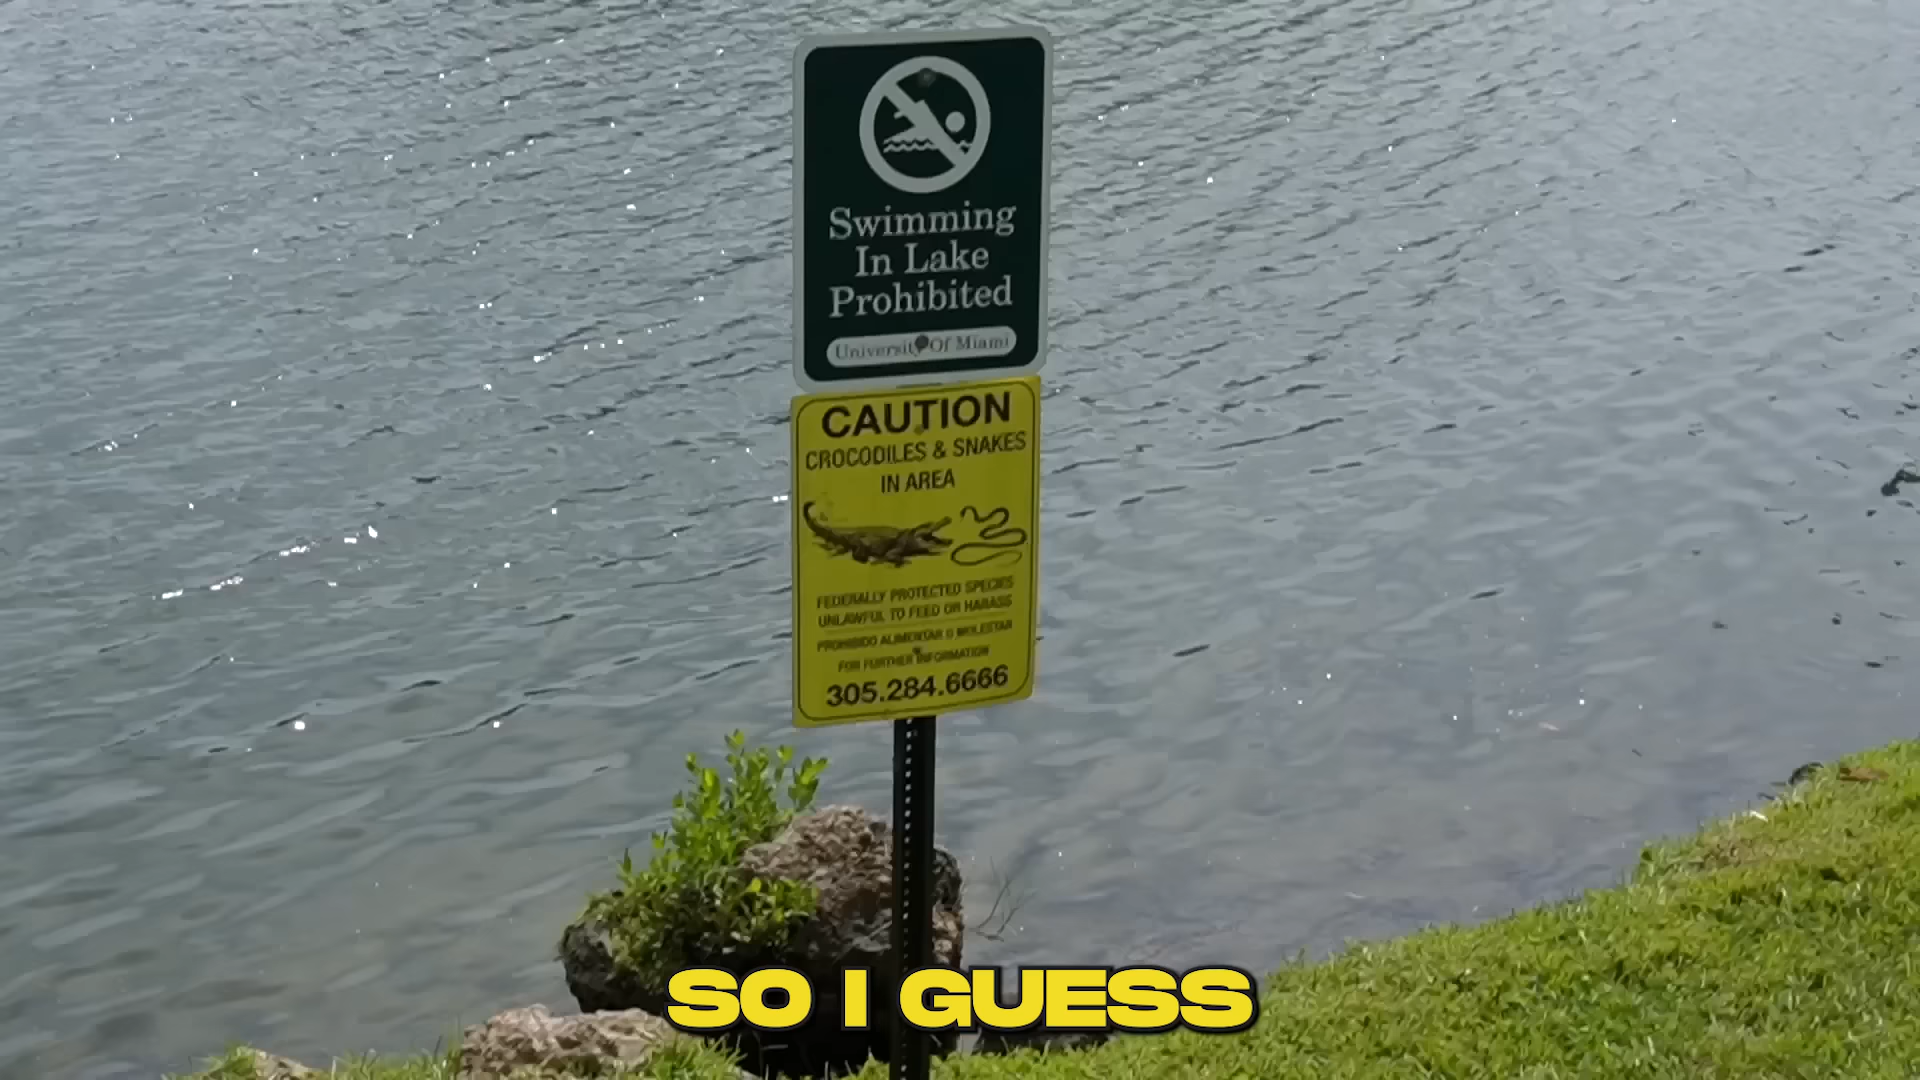 Swimming
In Lake
Prohibited
University Of Miami
CAUTION
CROCODILES & SNAKES
IN AREA
FEDERALLY PROTECTED SPECIES
UNLAWFUL TO FEED OR HARASS
PROHIBIDO ALIMENTAR O MOLESTAR
FOR FURTHER INFORMATION
305.284.6666
SO I GUESS